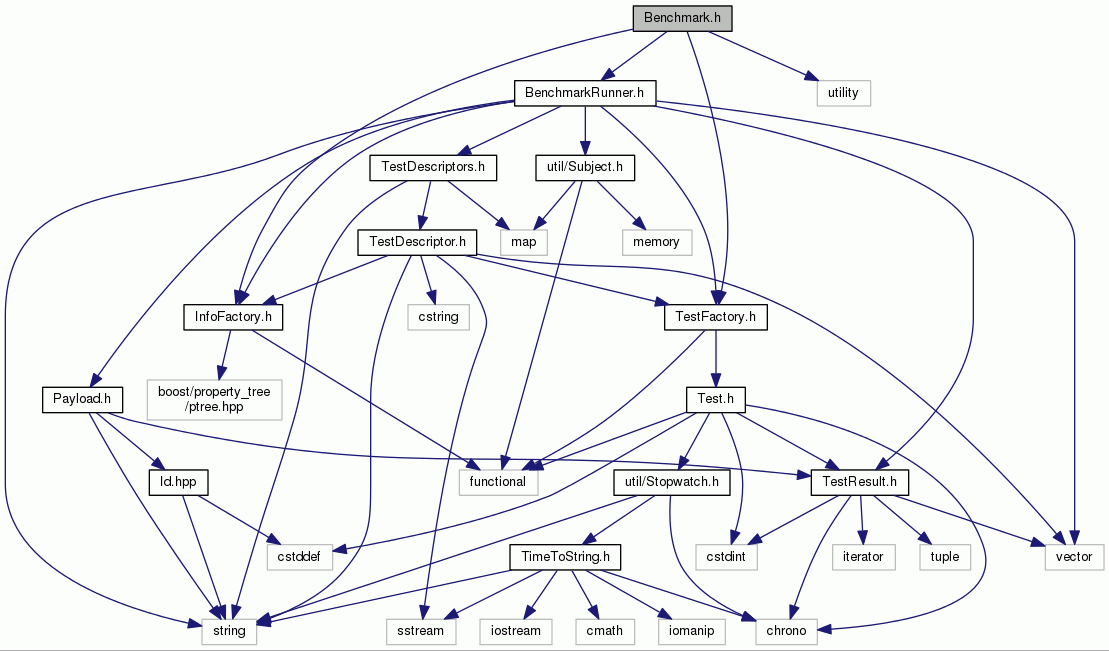 Benchmark.h
BenchmarkRunner.h
utility
TestDescriptors.h
util/Subject.h
TestDescriptor.h
map
memory
InfoFactory.h
cstring
TestFactory.h
boost/property_tree
/ptree.hpp
Payload.h
Test.h
Id.hpp
functional
util/Stopwatch.h
TestResult.h
cstddef
TimeToString.h
cstdint
iterator
tuple
vector
string
sstream
iostream
cmath
iomanip
chrono